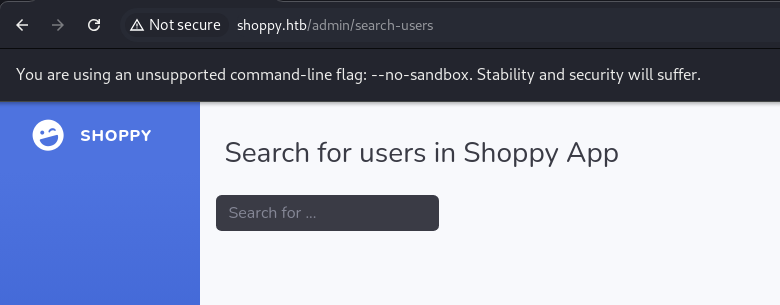 Not secure shoppy.htb/admin/search-users
You are using an unsupported command-line flag: --no-sandbox. Stability and security will suffer.
SHOPPY
Search for users in Shoppy App
Search for ...